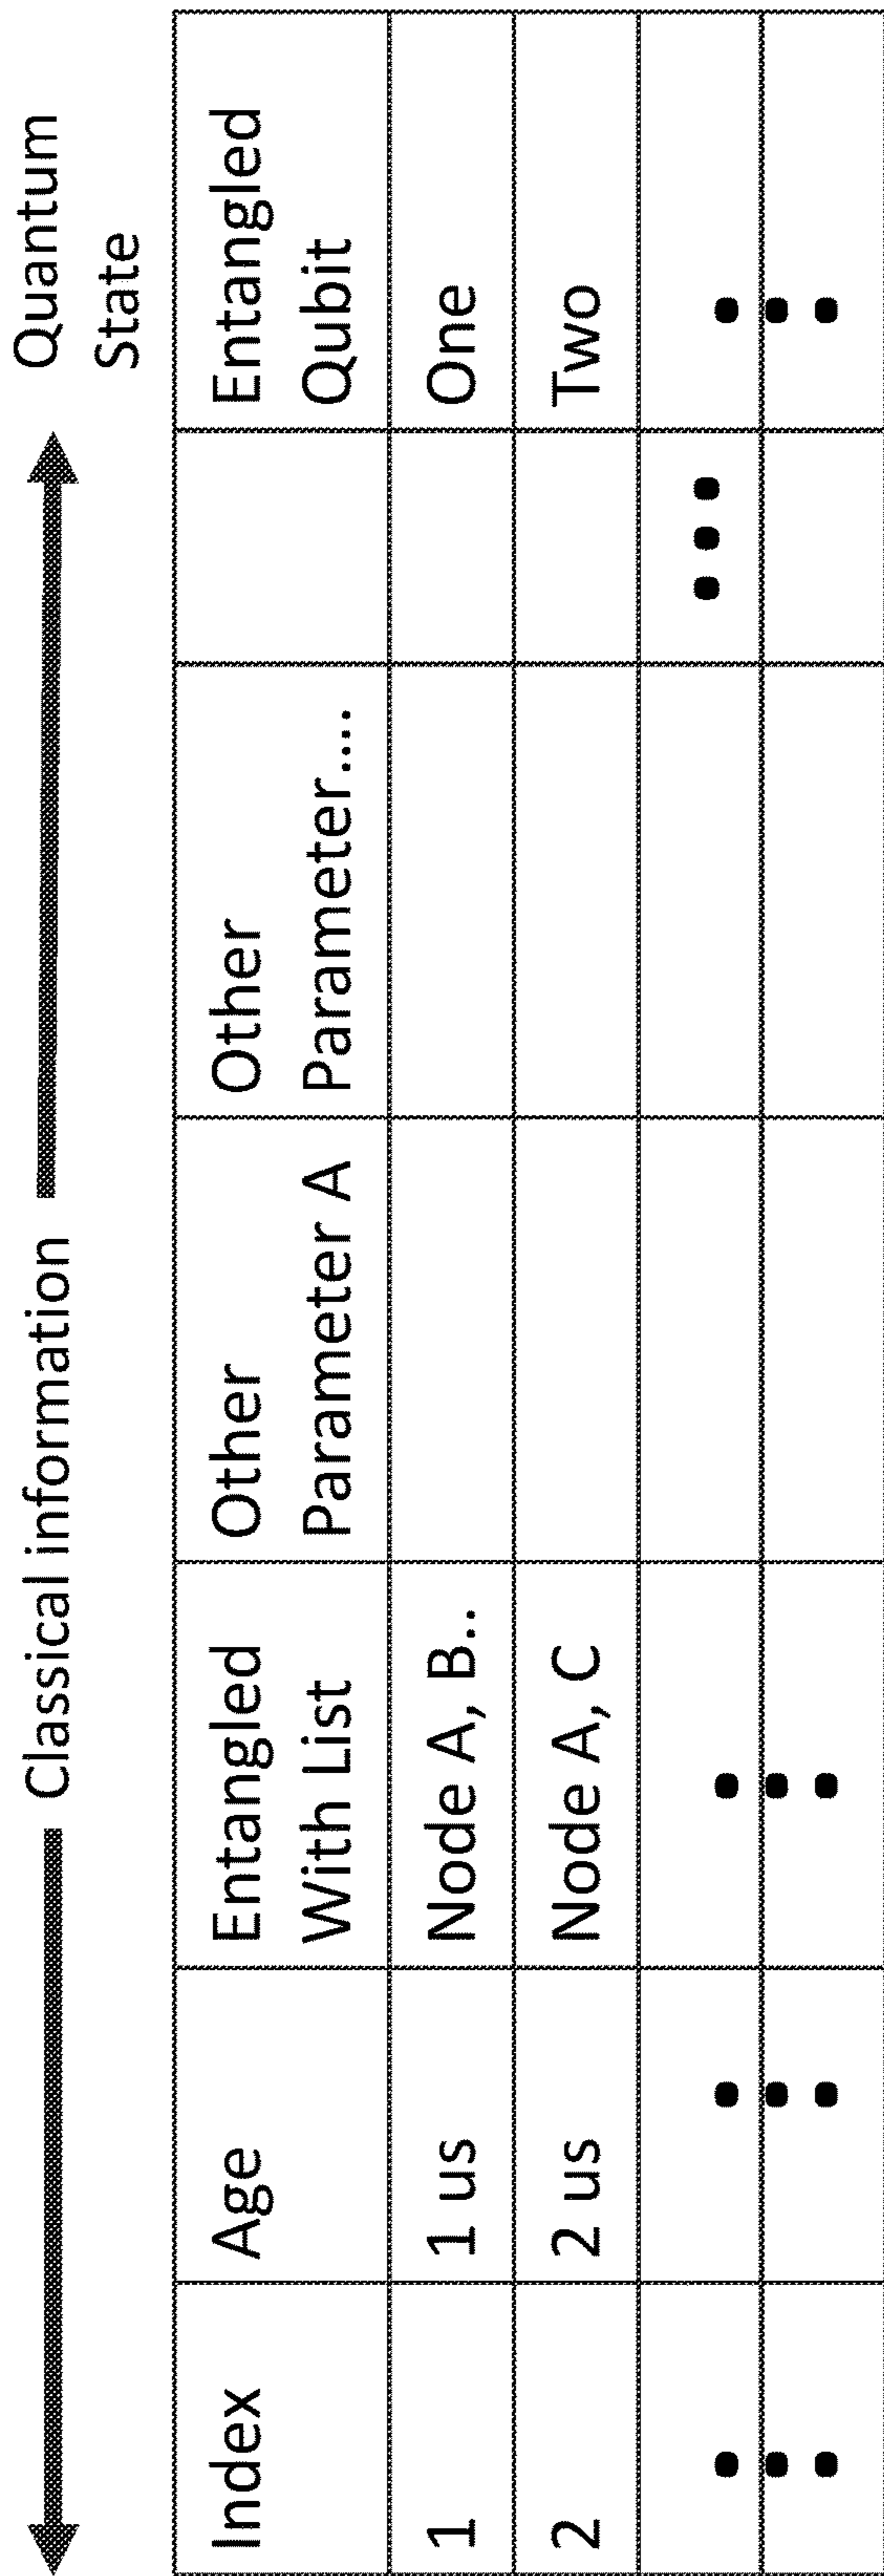 Classical information
Quantum
State
Index
Age
Entangled
With List
Other
Parameter A
Other
Parameter....
Entangled
Qubit
1
1 us
Node A, B..
One
2
2 us
Node A, C
Two